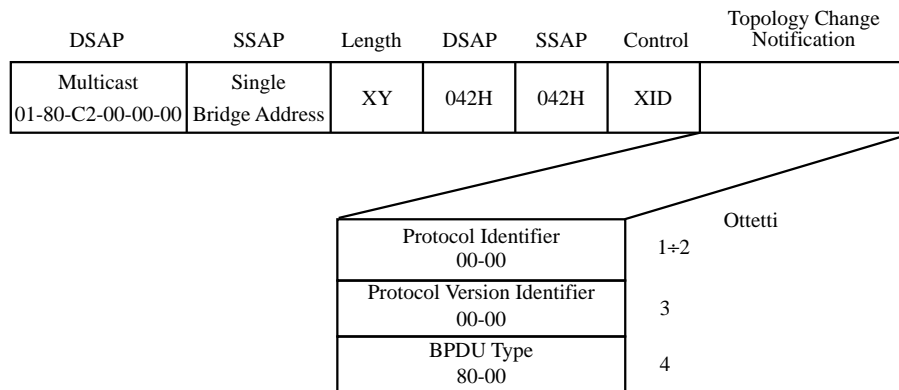 DSAP SSAP Length DSAP SSAP Control Topology Change
Notification
Multicast
01-80-C2-00-00-00
Single
Bridge Address
XY
042H
042H
XID
Ottetti
Protocol Identifier
00-00
1÷2
Protocol Version Identifier
00-00
3
BPDU Type
80-00
4